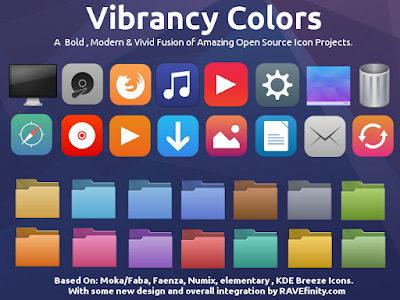 Vibrancy Colors
A  Bold , Modern & Vivid Fusion of Amazing Open Source Icon Projects.
Based On: Moka/Faba, Faenza, Numix, elementary , KDE Breeze Icons.
With some new design and overall integration by RAVEfinity.com